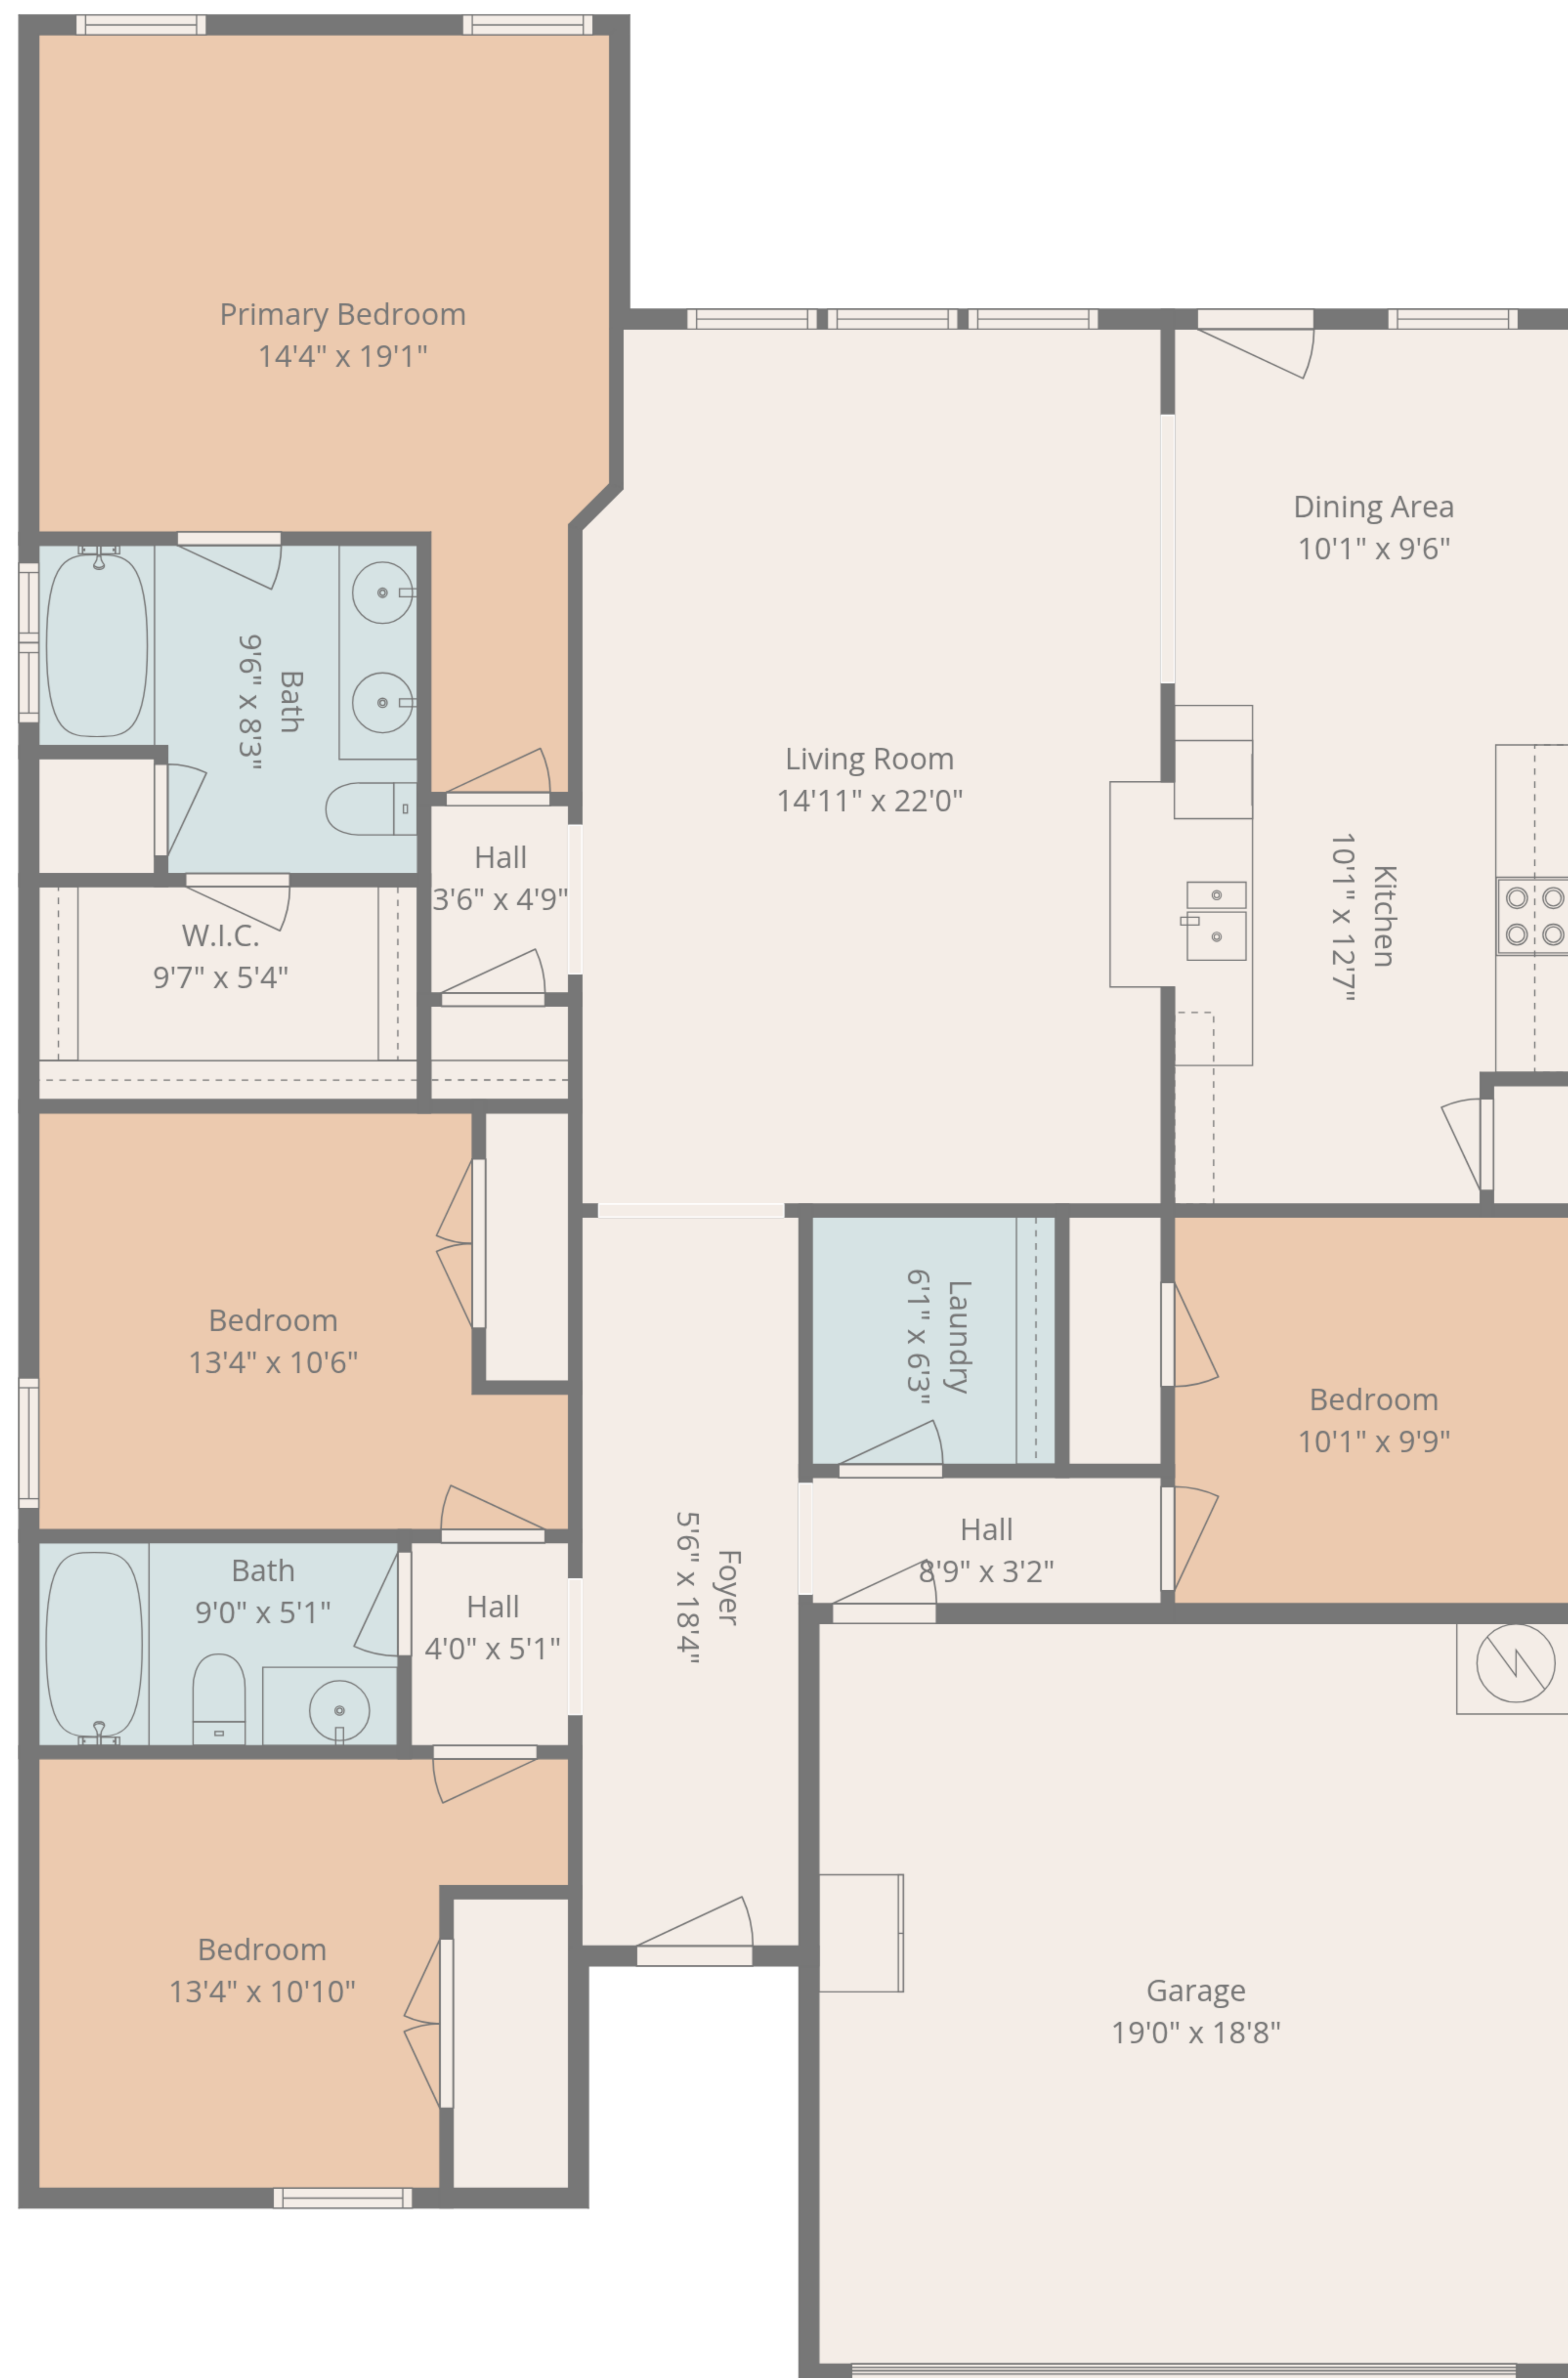 Primary Bedroom
14'4" x 19'1"
Dining Area
10'1" x 9'6"
Bath
9'6" x 8'3"
Living Room
14'11" x 22'0"
Hall
3'6" x 4'9"
Kitchen
10'1" x 12'7"
W.I.C.
9'7" x 5'4"
Bedroom
13'4" x 10'6"
Laundry
6'1" x 6'3"
Bedroom
10'1" x 9'9"
Bath
9'0" x 5'1"
Hall
4'0" x 5'1"
Foyer
5'6" x 18'4"
Hall
8'9" x 3'2"
Bedroom
13'4" x 10'10"
Garage
19'0" x 18'8"